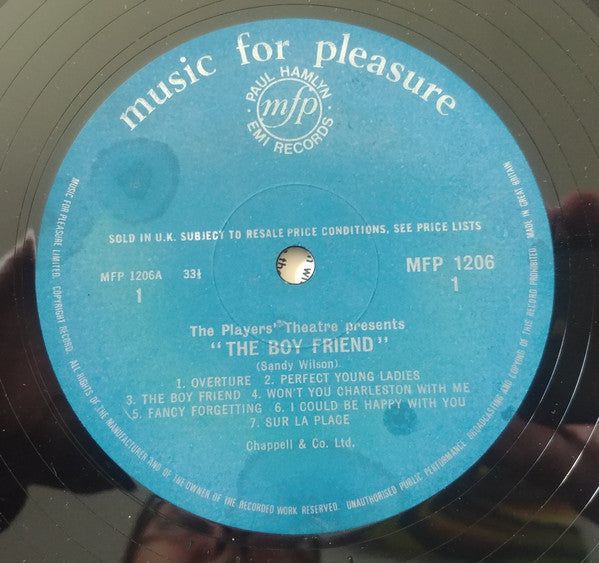 music for pleasure
PAUL HAMLYN
mfp
EMI RECORDS
SOLD IN U.K. SUBJECT TO RESALE PRICE CONDITIONS, SEE PRICE LISTS
MFP 1206A 33⅓
1
MFP 1206
1
The Players' Theatre presents
"THE BOY FRIEND"
(Sandy Wilson)
1. OVERTURE 2. PERFECT YOUNG LADIES
3. THE BOY FRIEND 4. WON'T YOU CHARLESTON WITH ME
5. FANCY FORGETTING 6. I COULD BE HAPPY WITH YOU
7. SUR LA PLAGE
Chappell & Co. Ltd.
MUSIC FOR PLEASURE LIMITED. COPYRIGHT RECORD. ALL RIGHTS OF THE MANUFACTURER AND OF THE OWNER OF THE RECORDED WORK RESERVED. UNAUTHORISED PUBLIC PERFORMANCE, BROADCASTING AND COPYING OF THIS RECORD PROHIBITED. MADE IN GREAT BRITAIN